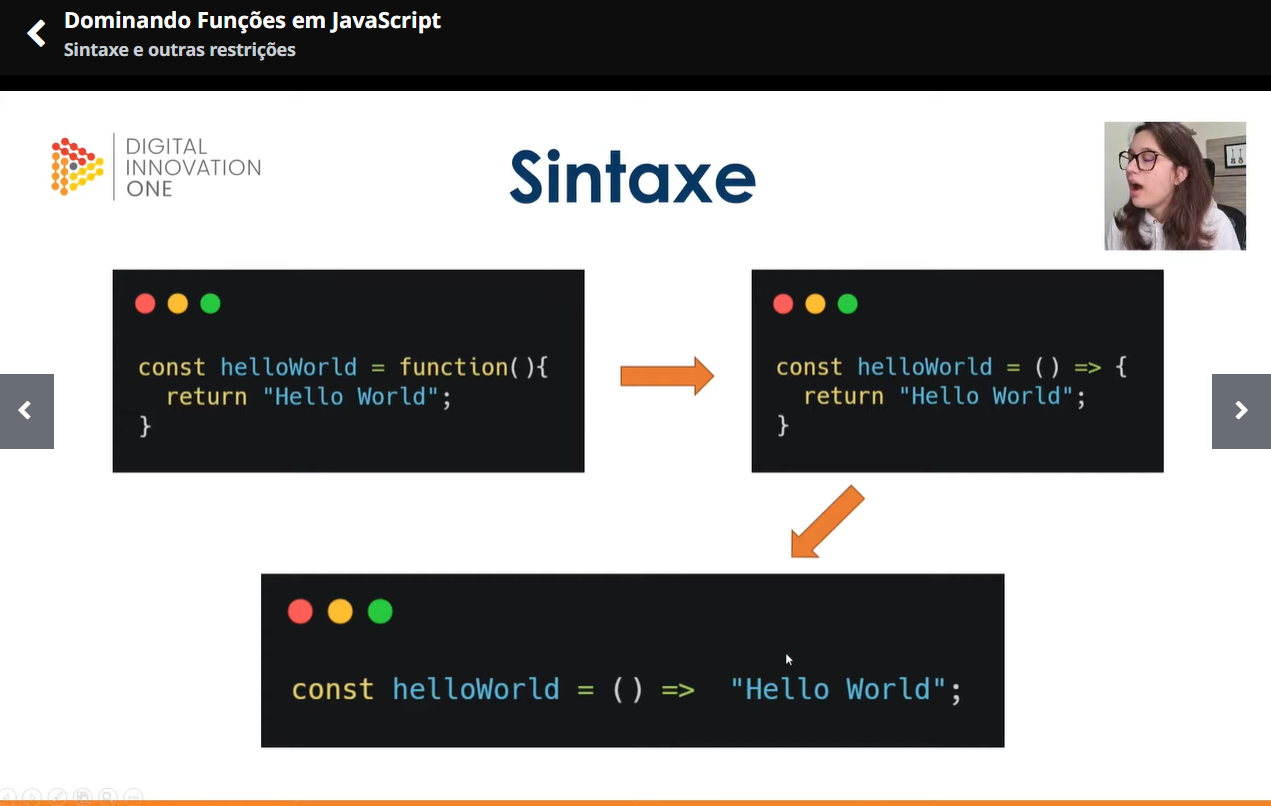 Dominando Funções em JavaScript
Sintaxe e outras restrições
DIGITAL
INNOVATION
ONE
Sintaxe
const helloWorld = function(){
  return "Hello World";
}
const helloWorld = () => {
  return "Hello World";
}
const helloWorld = () =>  "Hello World";